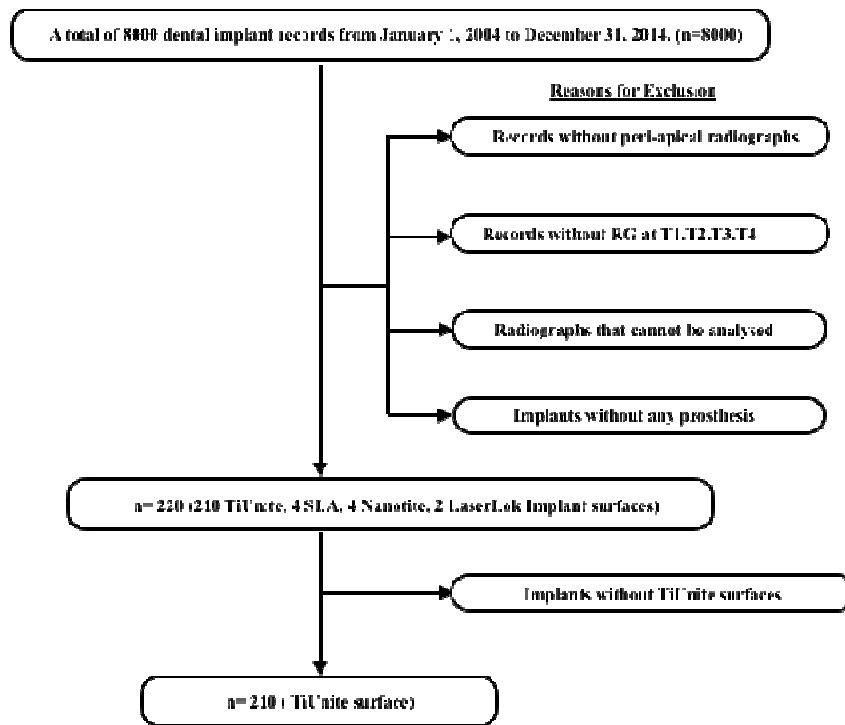 A total of 8000 dental implant records from January 1, 2004 to December 31, 2014. (n=8000)
Reasons for Exclusion
Records without peri-apical radiographs
Records without RG at T1,T2,T3,T4
Radiographs that cannot be analyzed
Implants without any prosthesis
n= 220 (210 TiUnite, 4 SLA, 4 Nanotite, 2 LaserLok Implant surfaces)
Implants without TiUnite surfaces
n= 210 ( TiUnite surface)